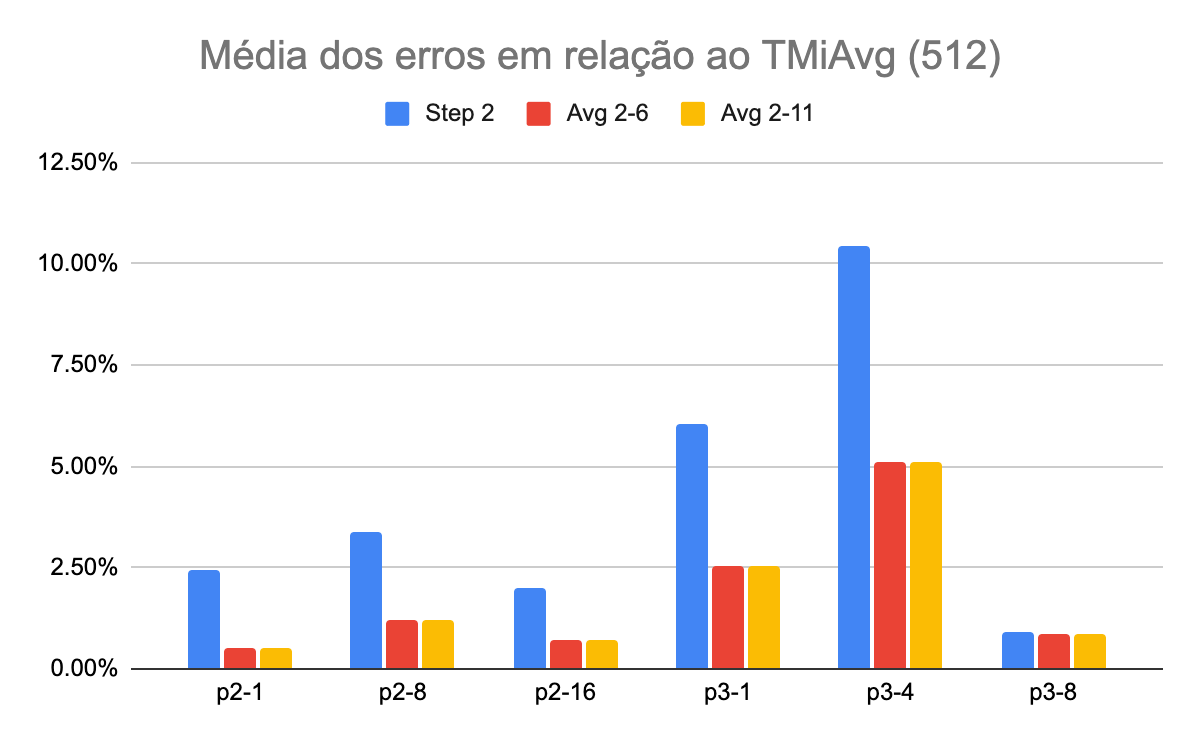 Média dos erros em relação ao TMiAvg (512)
Step 2 Avg 2-6 Avg 2-11
12.50%
10.00%
7.50%
5.00%
2.50%
0.00%
p2-1 p2-8 p2-16 p3-1 p3-4 p3-8